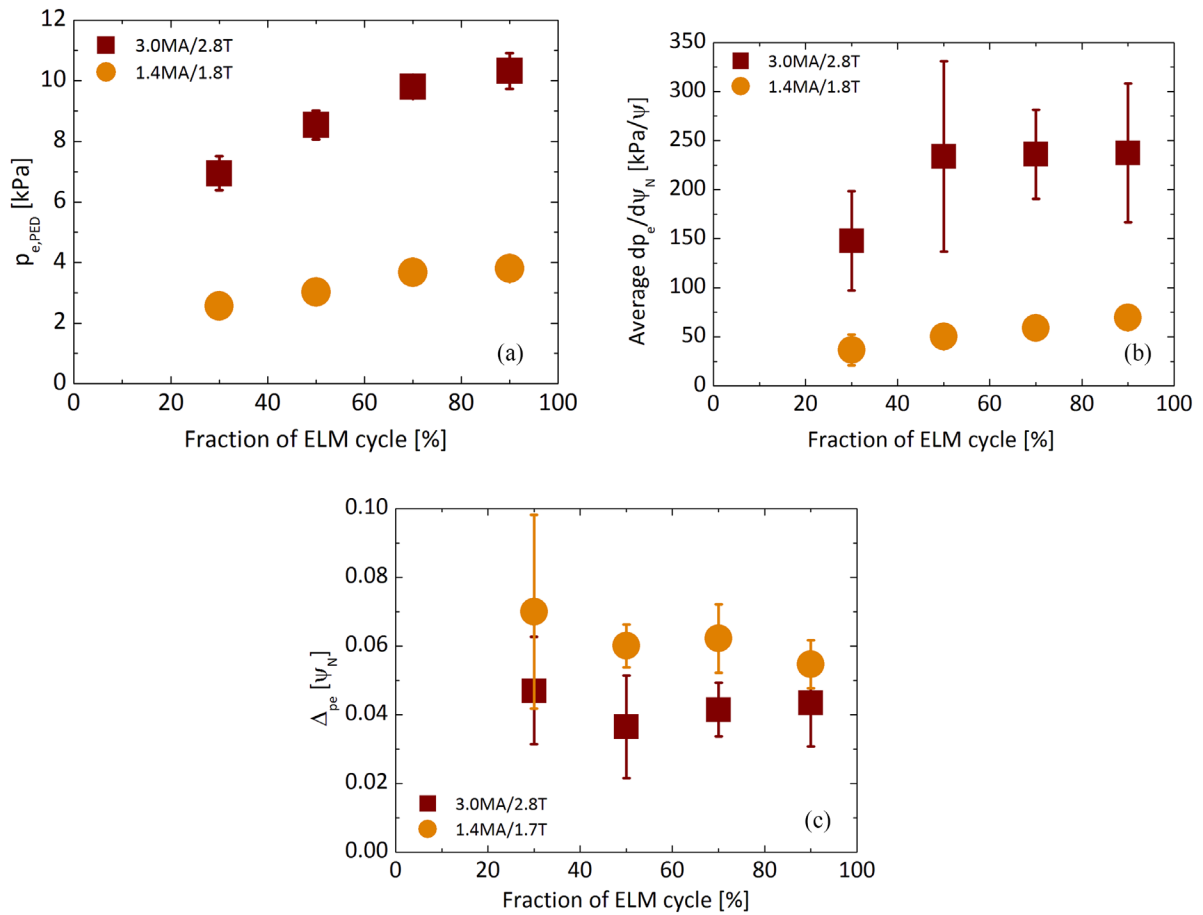 12
10
8
6
4
2
0
p_e,PED [kPa]
3.0MA/2.8T
1.4MA/1.8T
(a)
0 20 40 60 80 100
Fraction of ELM cycle [%]
350
300
250
200
150
100
50
0
Average dp_e/dψ_N [kPa/ψ]
3.0MA/2.8T
1.4MA/1.8T
(b)
0 20 40 60 80 100
Fraction of ELM cycle [%]
0.10
0.08
0.06
0.04
0.02
0.00
Δ_pe [ψ_N]
3.0MA/2.8T
1.4MA/1.7T
(c)
0 20 40 60 80 100
Fraction of ELM cycle [%]